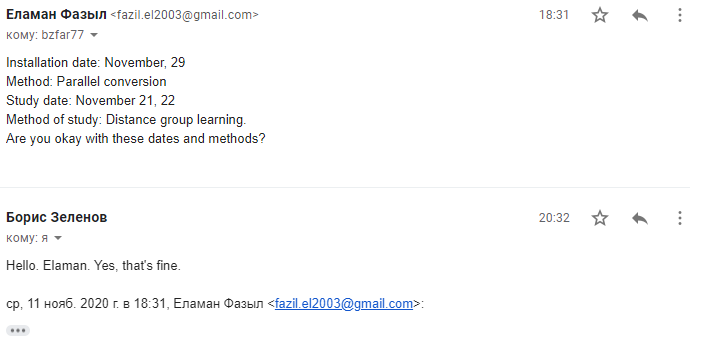 Еламан Фазыл <fazil.el2003@gmail.com> 18:31
кому: bzfar77
Installation date: November, 29
Method: Parallel conversion
Study date: November 21, 22
Method of study: Distance group learning.
Are you okay with these dates and methods?
Борис Зеленов 20:32
кому: я
Hello. Elaman. Yes, that's fine.
ср, 11 нояб. 2020 г. в 18:31, Еламан Фазыл <fazil.el2003@gmail.com>: